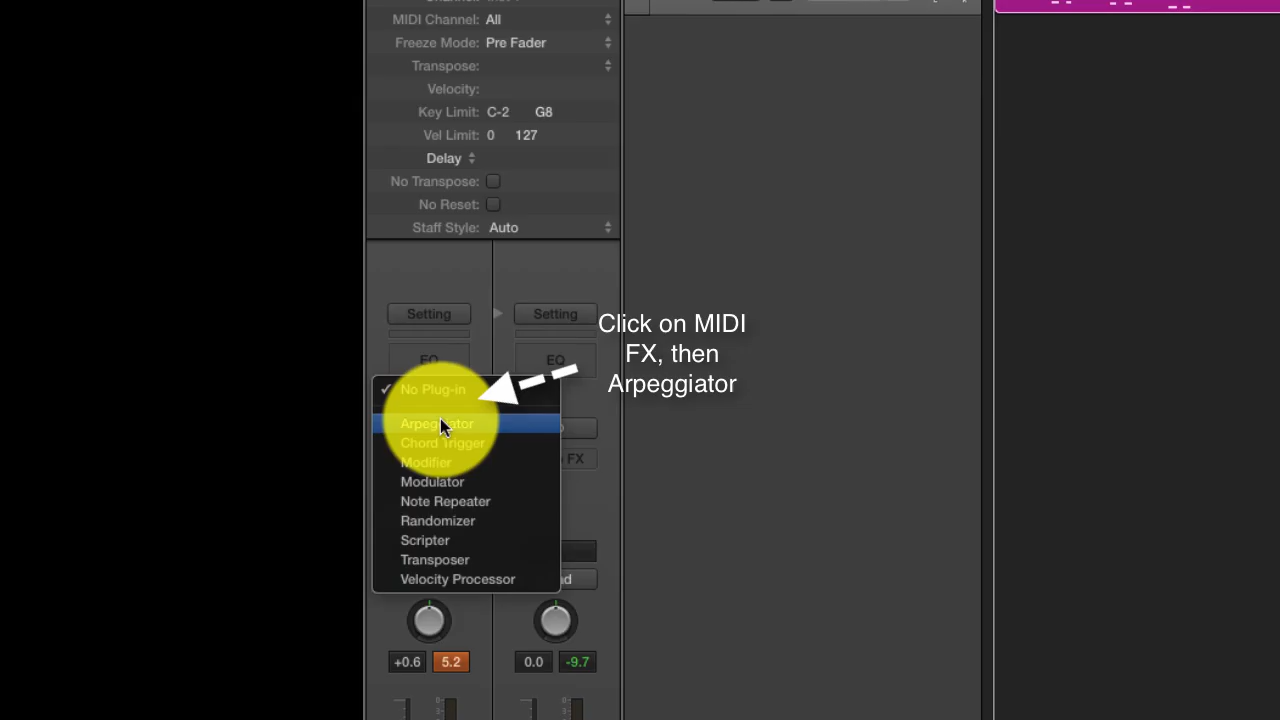 MIDI Channel: All
Freeze Mode: Pre Fader
Transpose:
Velocity:
Key Limit: C-2 G8
Vel Limit: 0 127
Delay
No Transpose:
No Reset:
Staff Style: Auto
Setting Setting
EQ EQ
Click on MIDI
FX, then
Arpeggiator
✓ No Plug-in
Arpeggiator
Chord Trigger
Modifier
FX
Modulator
Note Repeater
Randomizer
Scripter
Transposer
Velocity Processor
+0.6 5.2 0.0 -9.7